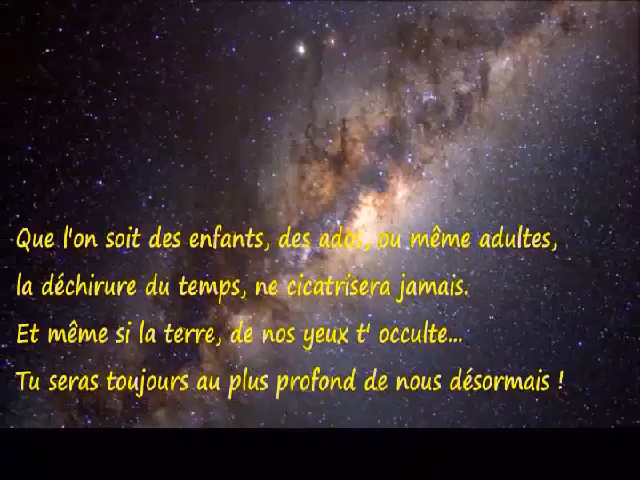 Que l'on soit des enfants, des ados, ou même adultes,
la déchirure du temps, ne cicatrisera jamais.
Et même si la terre, de nos yeux t' occulte...
Tu seras toujours au plus profond de nous désormais !